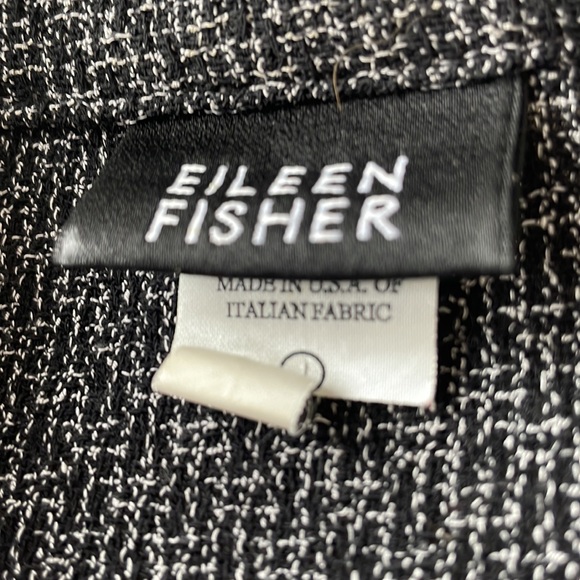 EILEEN
FISHER
MADE IN U.S.A. OF
ITALIAN FABRIC